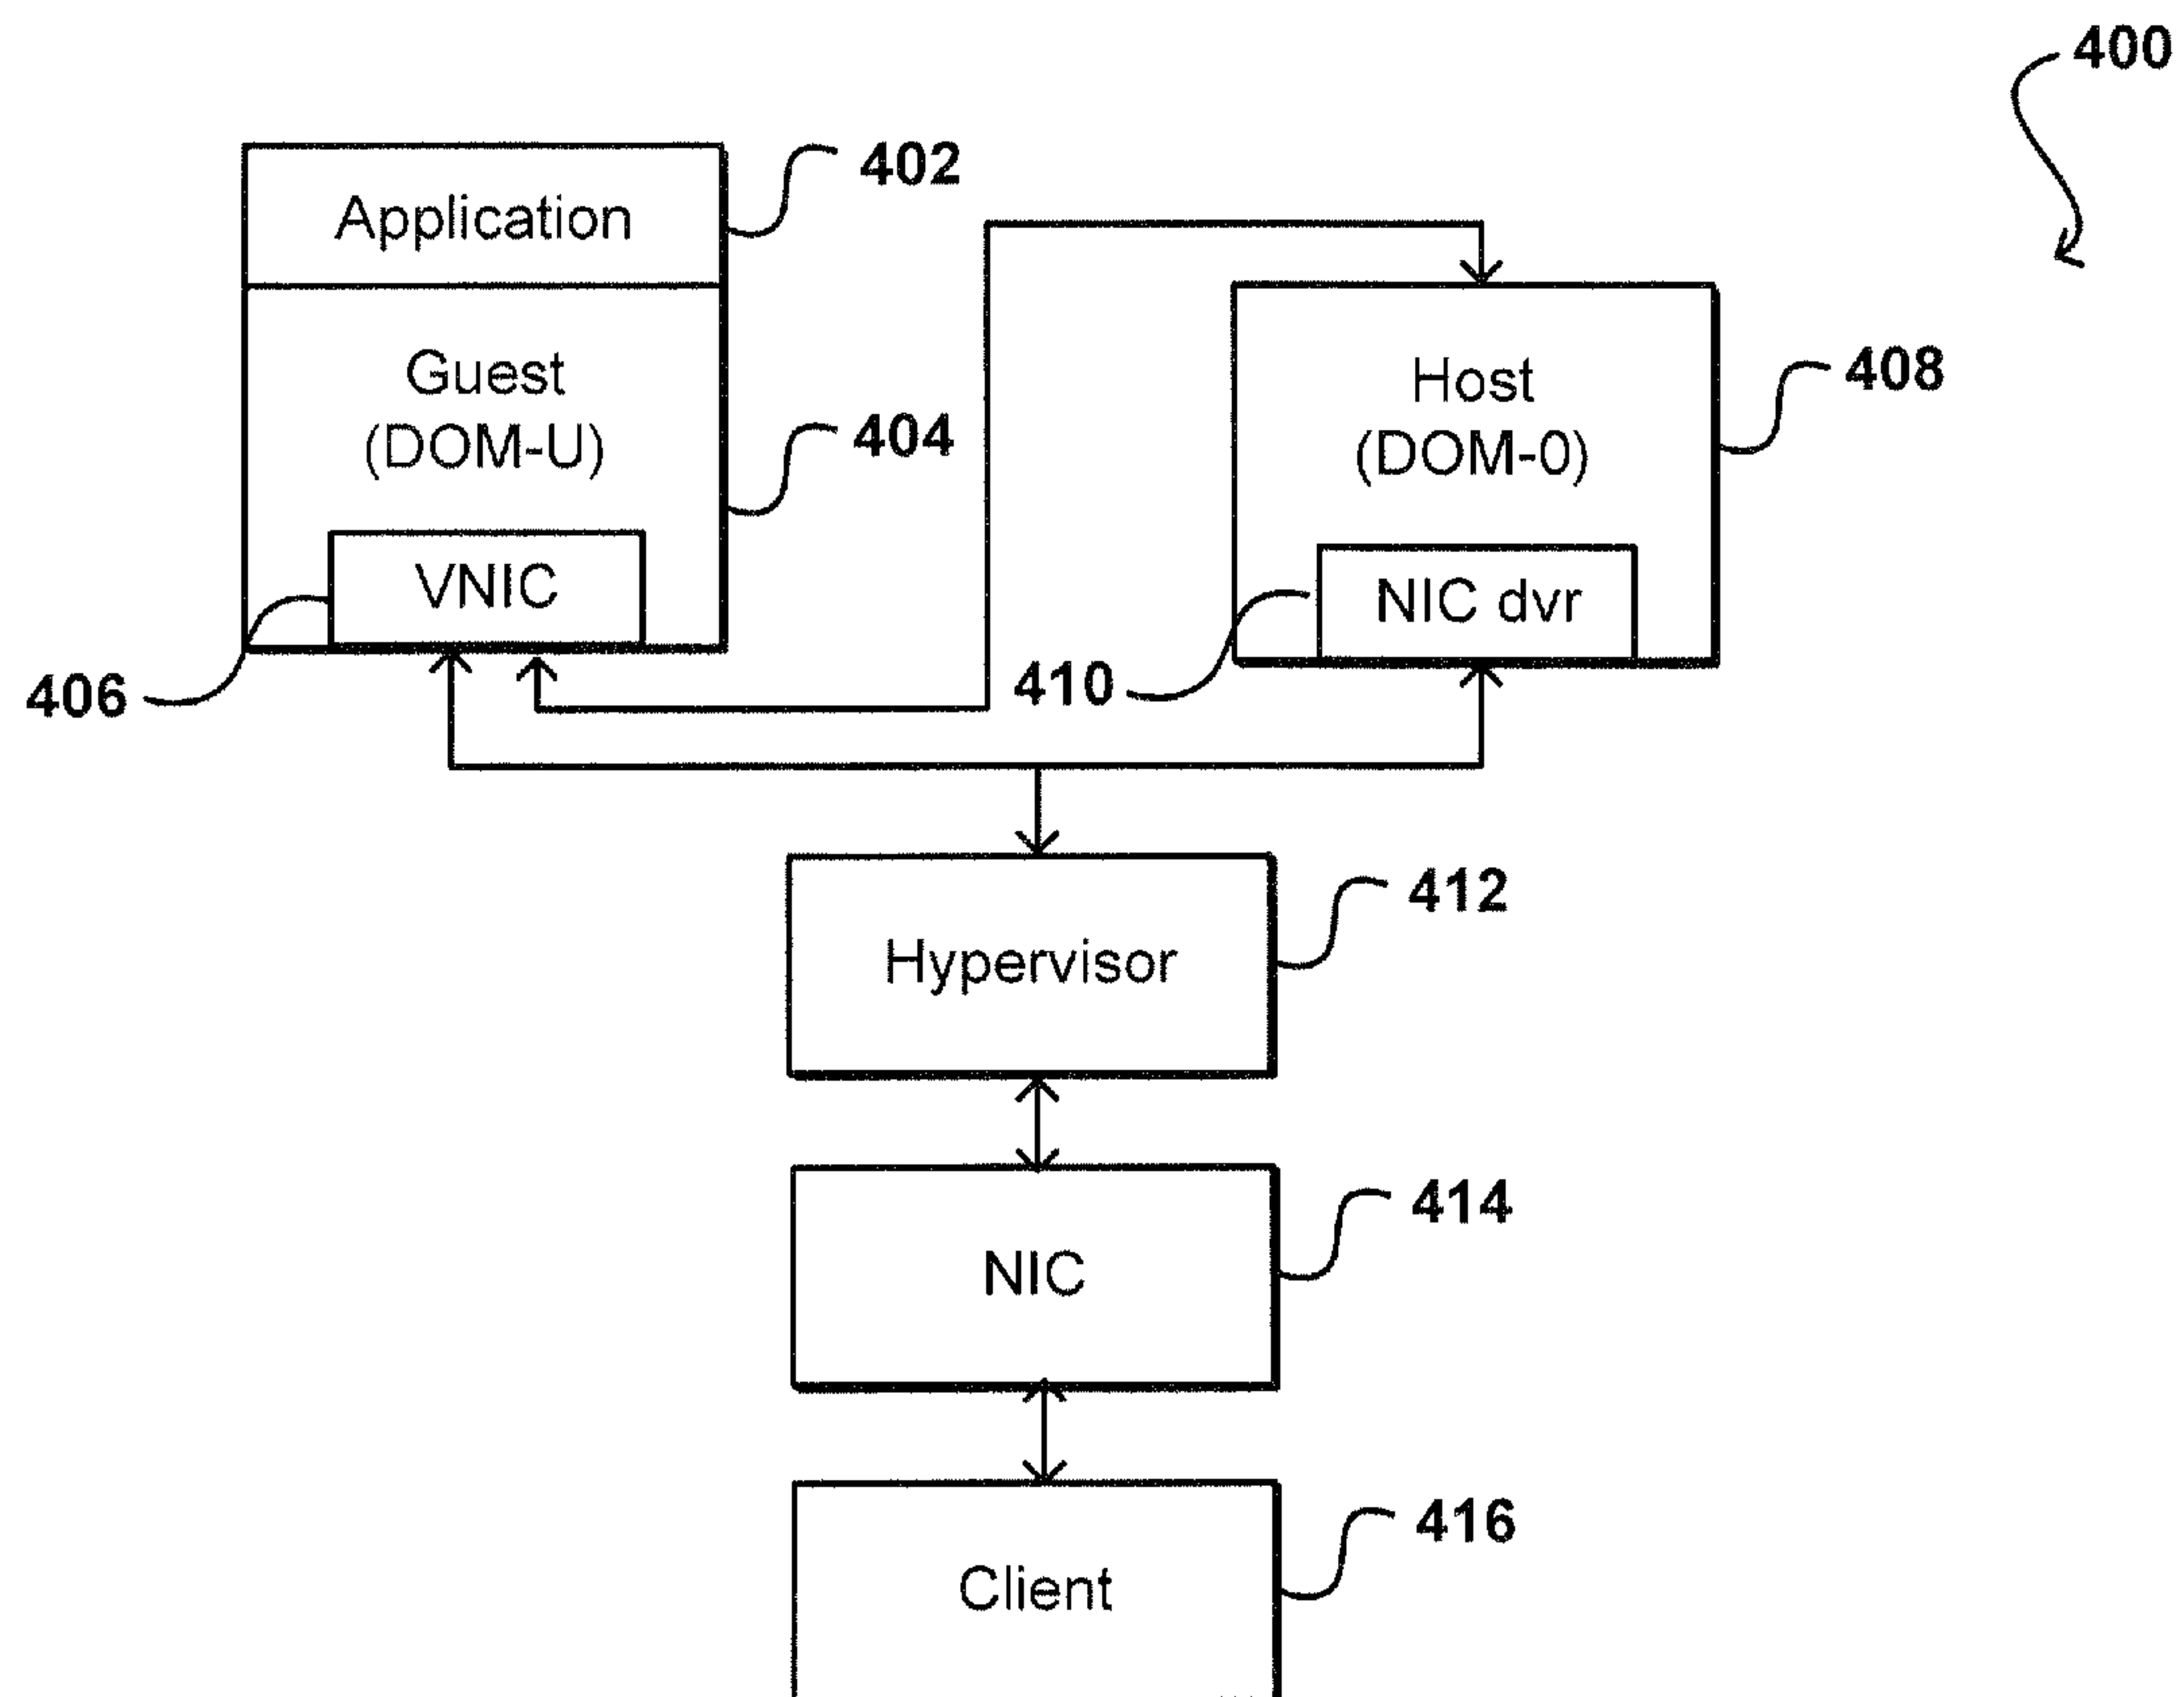 400
402
Application
Guest
(DOM-U)
404
VNIC
406
Host
(DOM-0)
408
NIC dvr
410
Hypervisor
412
NIC
414
Client
416